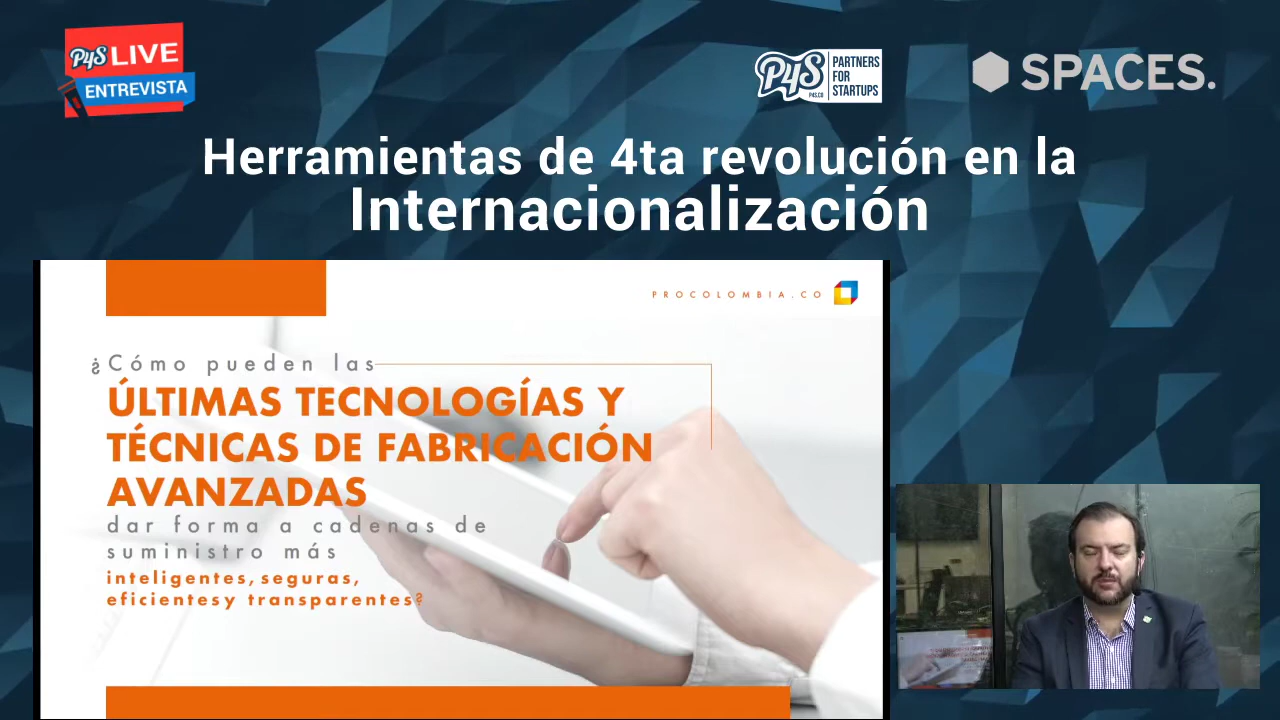 P4S LIVE
ENTREVISTA
P4S
P4S.CO
PARTNERS
FOR
STARTUPS
SPACES.
Herramientas de 4ta revolución en la
Internacionalización
PROCOLOMBIA.CO
¿Cómo pueden las
ÚLTIMAS TECNOLOGÍAS Y
TÉCNICAS DE FABRICACIÓN
AVANZADAS
dar forma a cadenas de
suministro más
inteligentes, seguras,
eficientes y transparentes?